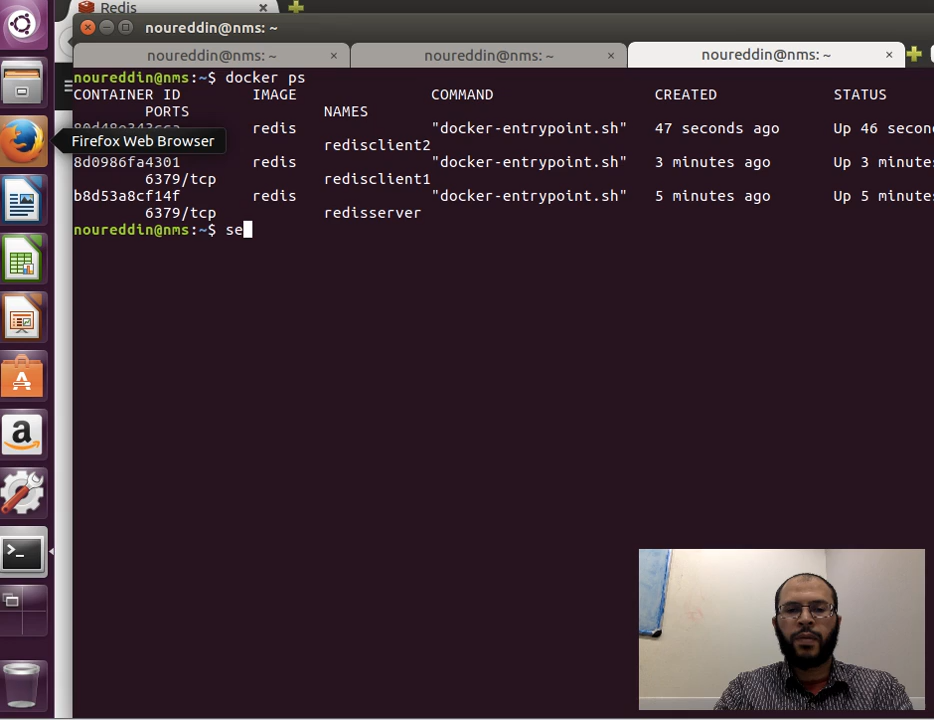 Redis
noureddin@nms: ~
noureddin@nms: ~ noureddin@nms: ~ noureddin@nms: ~
noureddin@nms:~$ docker ps
CONTAINER ID IMAGE COMMAND CREATED STATUS
PORTS NAMES
redis "docker-entrypoint.sh" 47 seconds ago Up 46 secon
Firefox Web Browser
redisclient2
8d0986fa4301 redis "docker-entrypoint.sh" 3 minutes ago Up 3 minute
6379/tcp redisclient1
b8d53a8cf14f redis "docker-entrypoint.sh" 5 minutes ago Up 5 minute
6379/tcp redisserver
noureddin@nms:~$ se